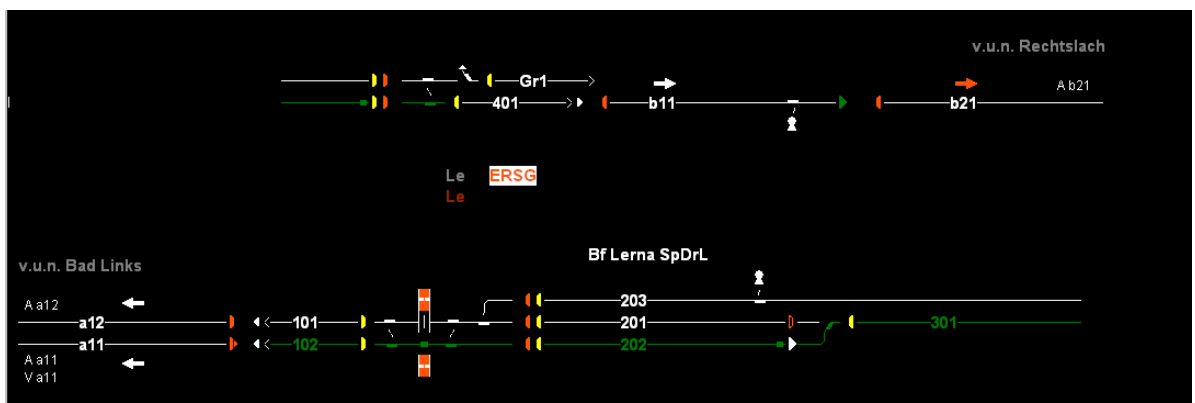 v.u.n. Rechtslach
Gr1
A b21
401
b11
b21
Le
ERSG
Le
Bf Lerna SpDrL
v.u.n. Bad Links
A a12
203
a12
101
201
301
a11
102
202
A a11
V a11